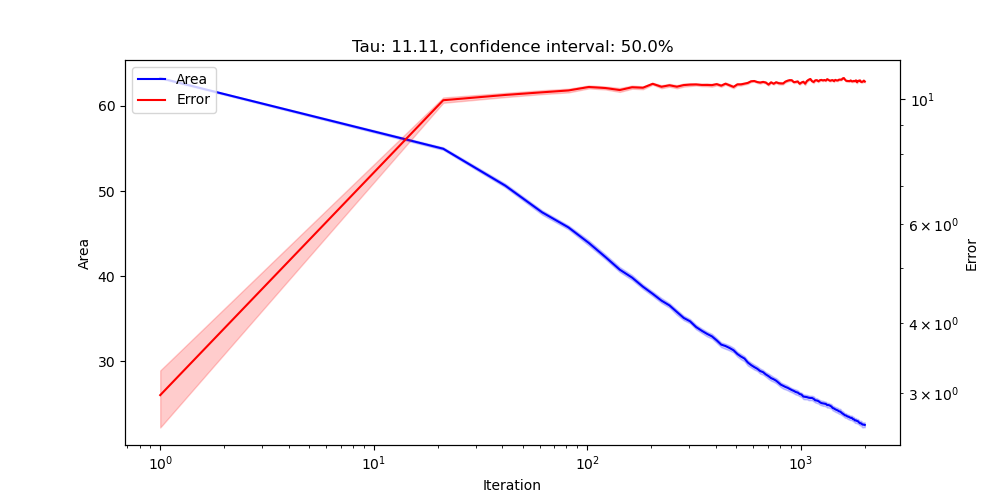 Tau: 11.11, confidence interval: 50.0%
Area
Error
60
50
40
30
Area
10¹
6 × 10⁰
4 × 10⁰
3 × 10⁰
Error
10⁰
10¹
10²
10³
Iteration